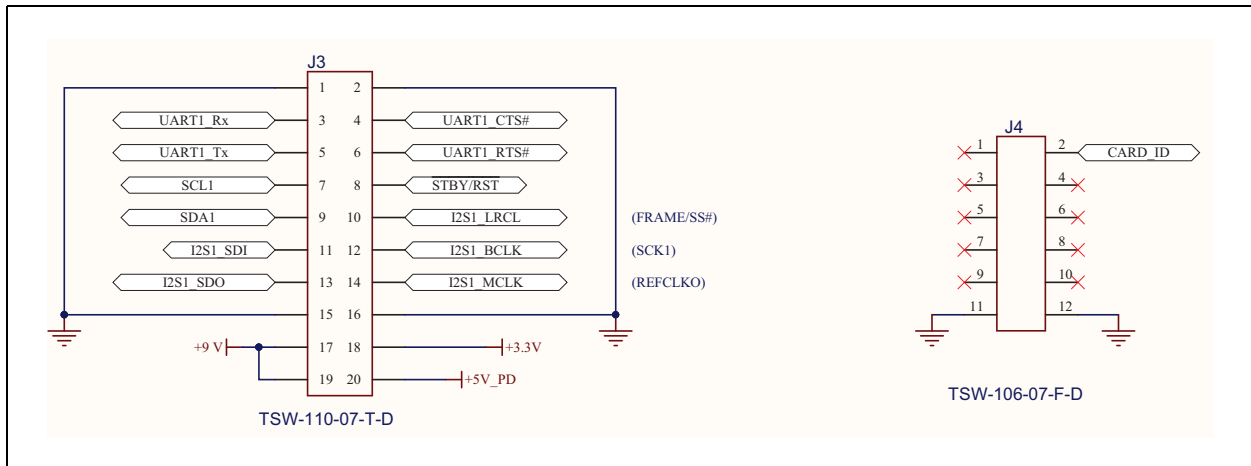 J3
1 2
UART1_Rx 3 4 UART1_CTS#
UART1_Tx 5 6 UART1_RTS#
SCL1 7 8 STBY/RST
SDA1 9 10 I2S1_LRCL (FRAME/SS#)
I2S1_SDI 11 12 I2S1_BCLK (SCK1)
I2S1_SDO 13 14 I2S1_MCLK (REFCLKO)
15 16
+9 V 17 18 +3.3V
19 20 +5V_PD
TSW-110-07-T-D
J4
1 2 CARD_ID
3 4
5 6
7 8
9 10
11 12
TSW-106-07-F-D